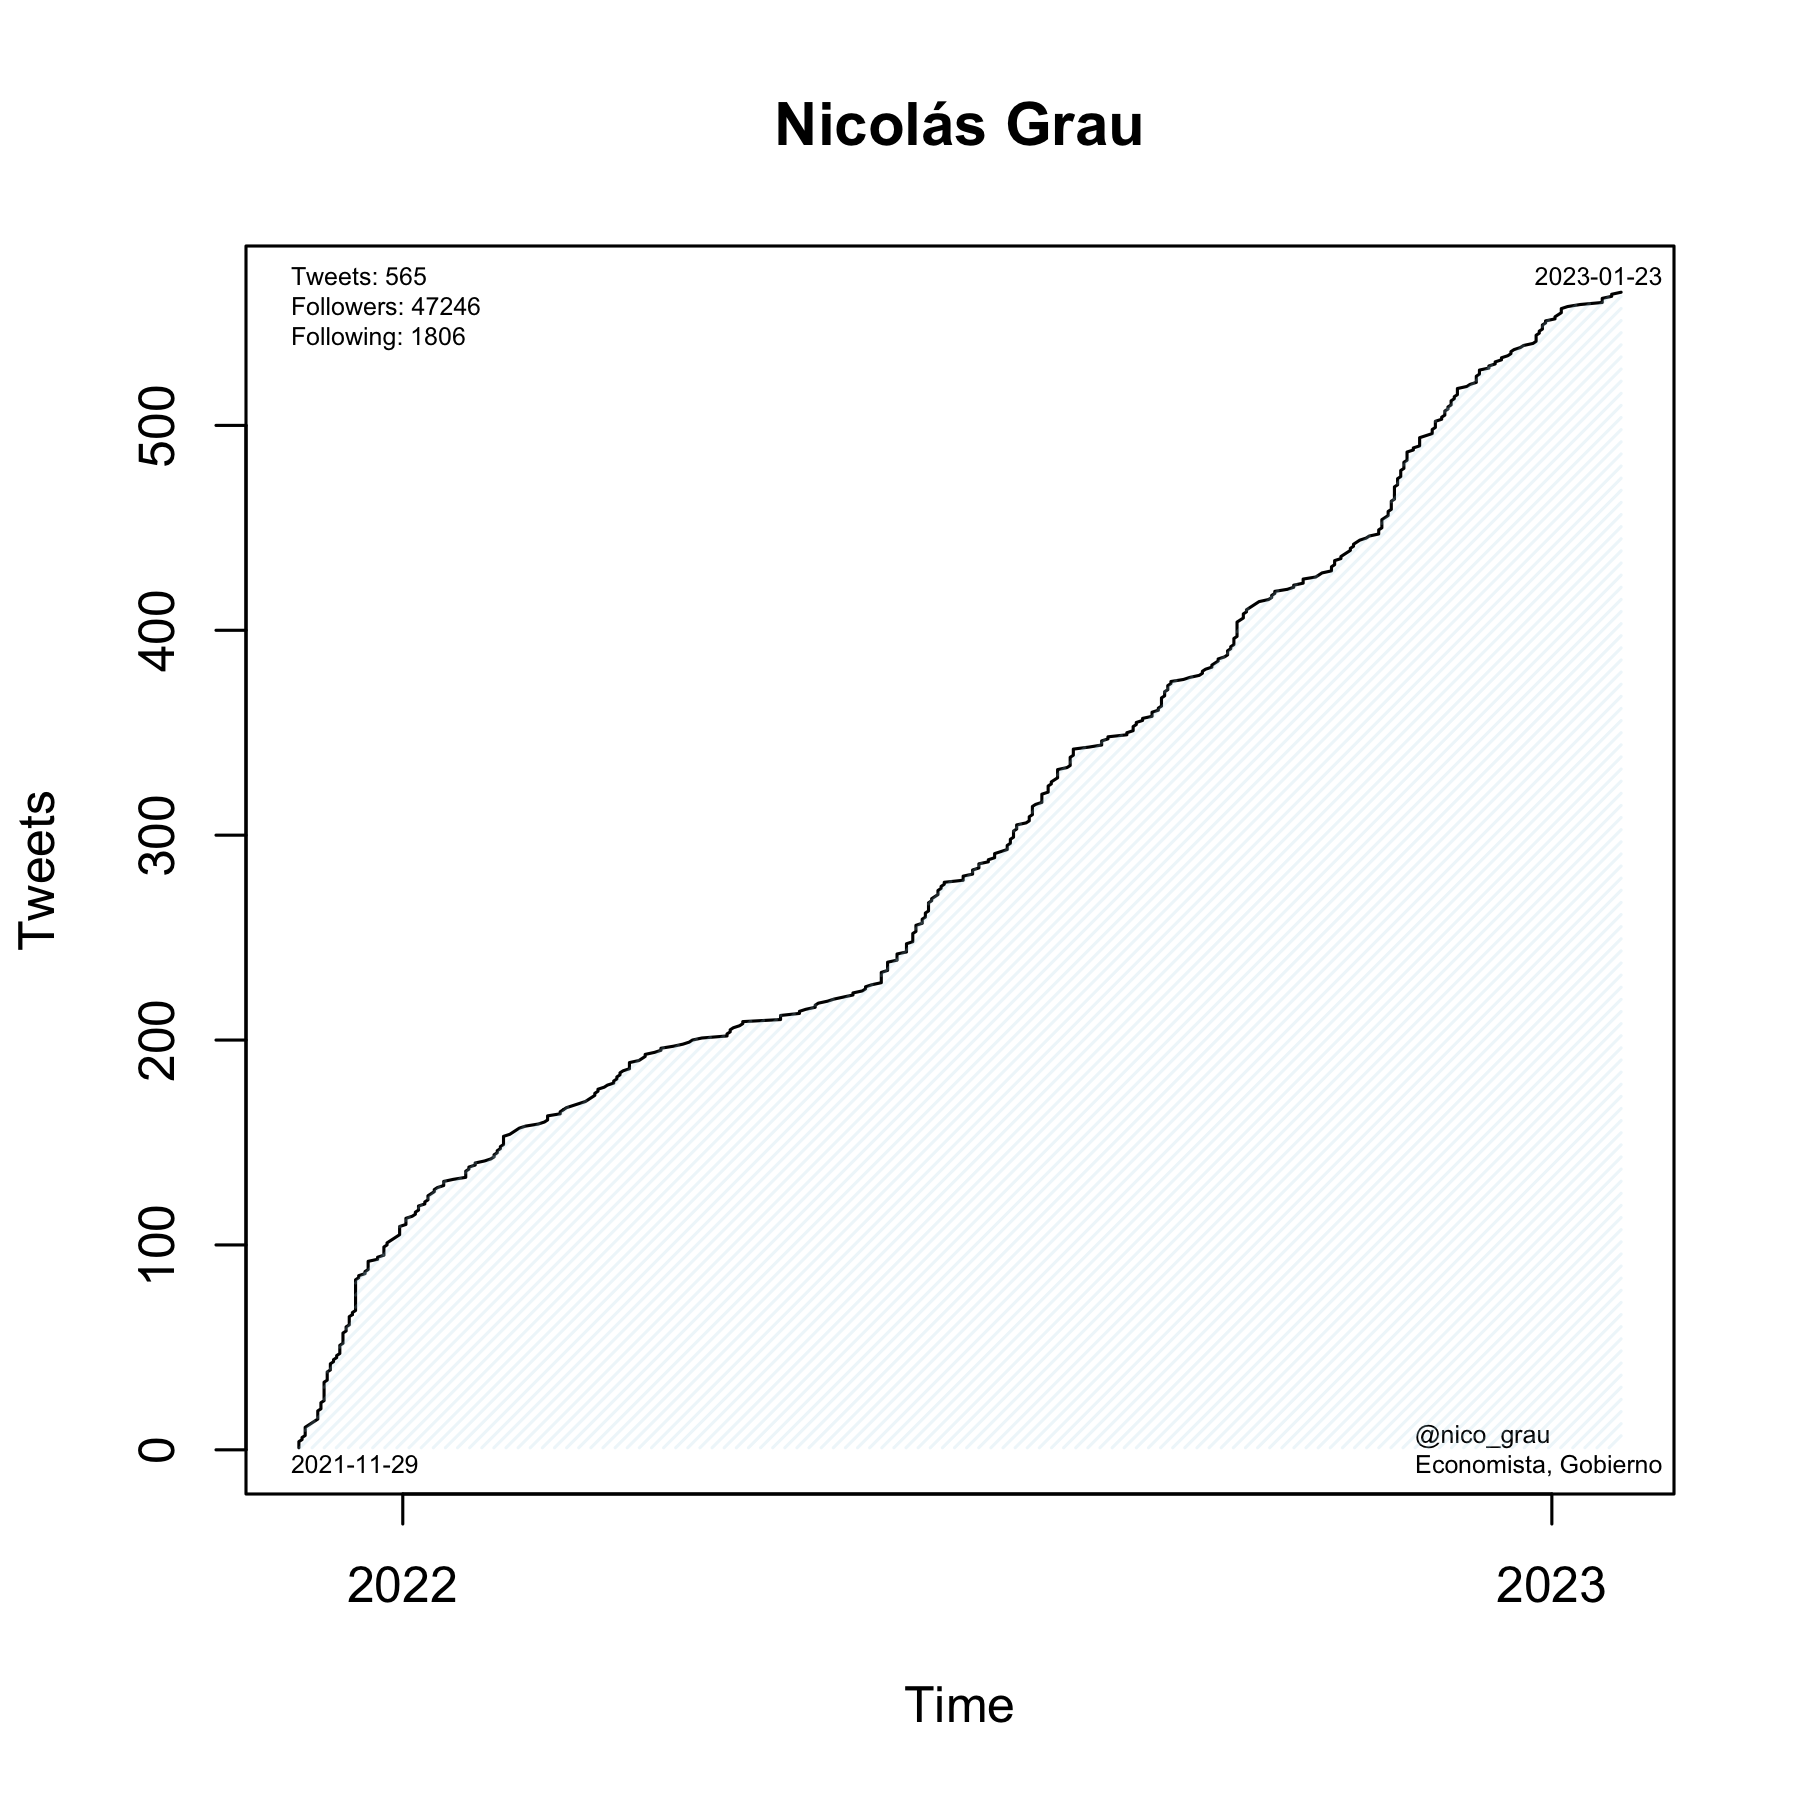 Nicolás Grau
Tweets: 565
Followers: 47246
Following: 1806
2023-01-23
Tweets
500
400
300
200
100
0
2021-11-29
@nico_grau
Economista, Gobierno
2022
2023
Time